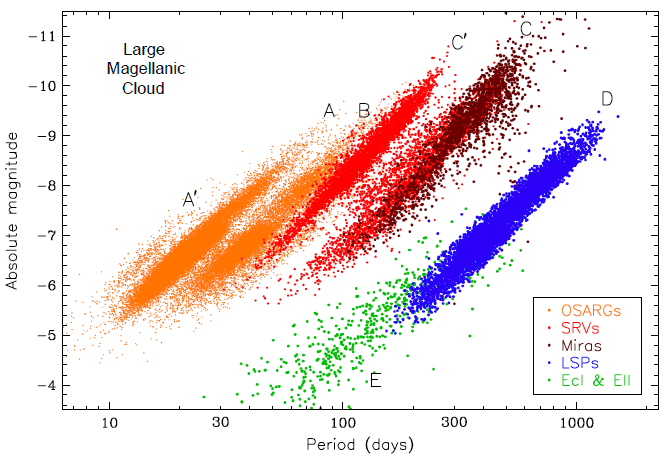 Large
Magellanic
Cloud
Absolute magnitude
-11
-10
-9
-8
-7
-6
-5
-4
A′
A
B
C′
C
D
E
OSARGs
SRVs
Miras
LSPs
Ecl & Ell
10
30
100
300
1000
Period (days)